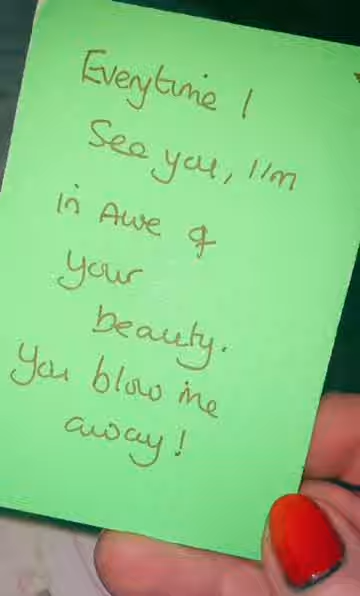 Everytime I
See you, I'm
in Awe of
your
beauty.
You blow me
away!